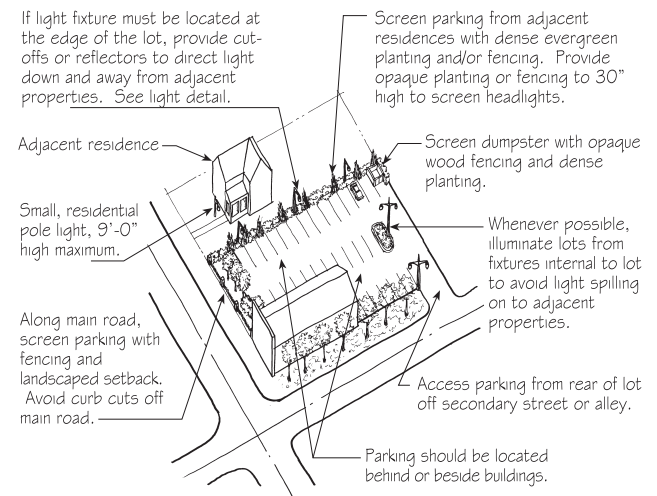 If light fixture must be located at
the edge of the lot, provide cut-
offs or reflectors to direct light
down and away from adjacent
properties. See light detail.
Screen parking from adjacent
residences with dense evergreen
planting and/or fencing. Provide
opaque planting or fencing to 30”
high to screen headlights.
Adjacent residence
Screen dumpster with opaque
wood fencing and dense
planting.
Small, residential
pole light, 9’-0”
high maximum.
Whenever possible,
illuminate lots from
fixtures internal to lot
to avoid light spilling
on to adjacent
properties.
Along main road,
screen parking with
fencing and
landscaped setback.
Avoid curb cuts off
main road.
Access parking from rear of lot
off secondary street or alley.
Parking should be located
behind or beside buildings.